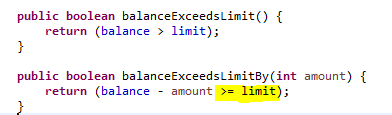 public boolean balanceExceedsLimit() {
return (balance > limit);
}
public boolean balanceExceedsLimitBy(int amount) {
return (balance - amount >= limit);
}